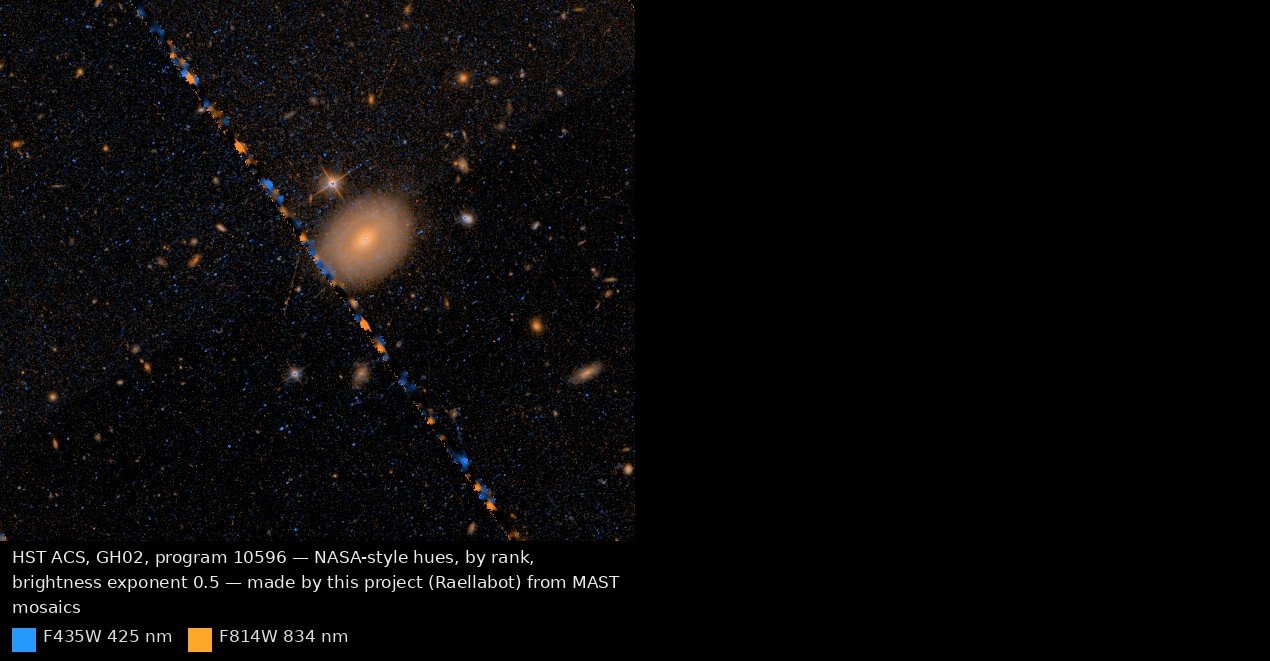 HST ACS, GH02, program 10596 — NASA-style hues, by rank,
brightness exponent 0.5 — made by this project (Raellabot) from MAST
mosaics
F435W 425 nm F814W 834 nm